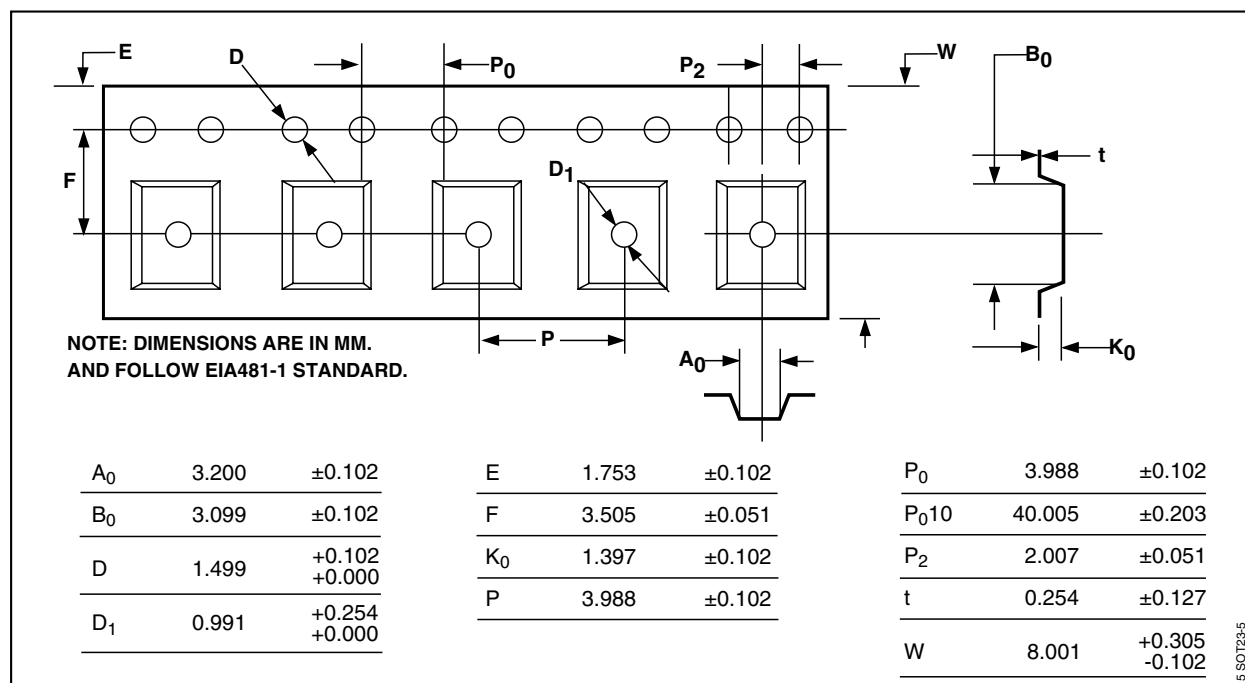 E
D
P0
P2
W
B0
F
D1
t
NOTE: DIMENSIONS ARE IN MM.
AND FOLLOW EIA481-1 STANDARD.
P
A0
K0
A0 3.200 ±0.102
B0 3.099 ±0.102
D 1.499 +0.102 +0.000
D1 0.991 +0.254 +0.000
E 1.753 ±0.102
F 3.505 ±0.051
K0 1.397 ±0.102
P 3.988 ±0.102
P0 3.988 ±0.102
P010 40.005 ±0.203
P2 2.007 ±0.051
t 0.254 ±0.127
W 8.001 +0.305 -0.102
5 SOT23-5